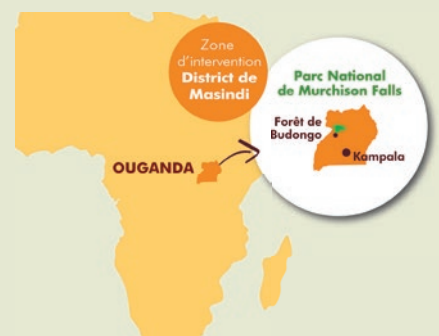 Zone
d'intervention
District de
Masindi
Parc National
de Murchison Falls
Forêt de
Budongo
Kampala
OUGANDA